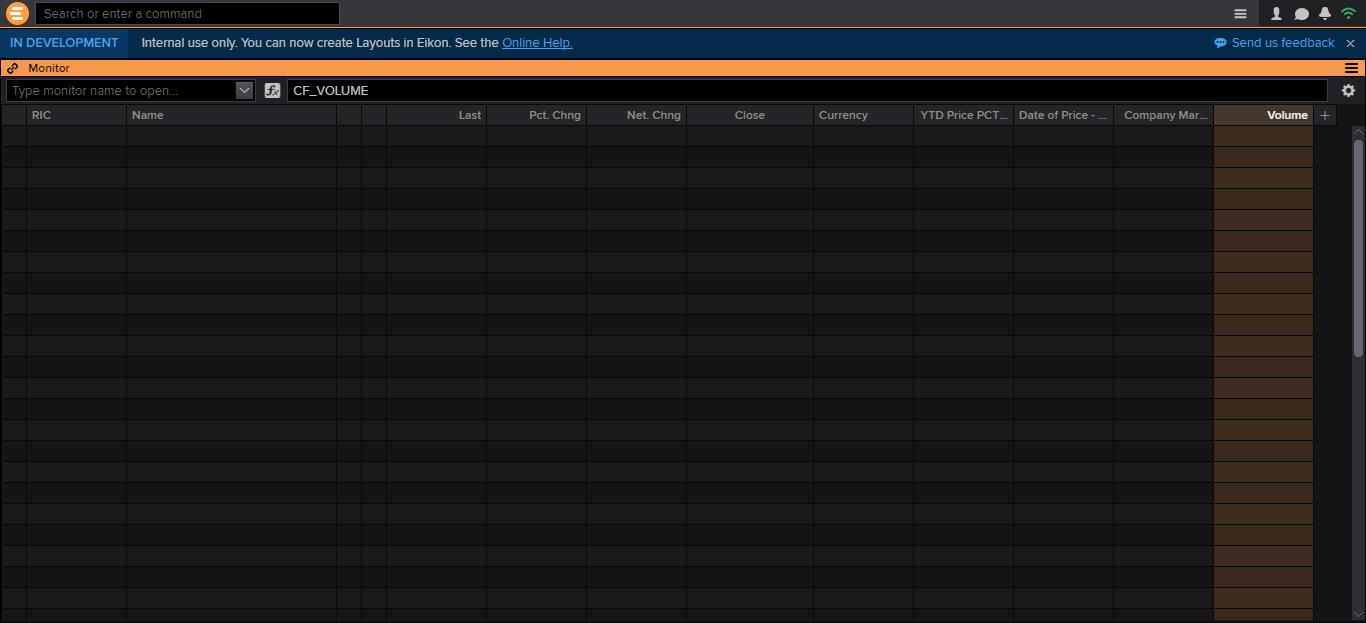 Search or enter a command
IN DEVELOPMENT Internal use only. You can now create Layouts in Eikon. See the Online Help. Send us feedback
Monitor
Type monitor name to open... fx CF_VOLUME
RIC Name Last Pct. Chng Net. Chng Close Currency YTD Price PCT... Date of Price - ... Company Mar... Volume +